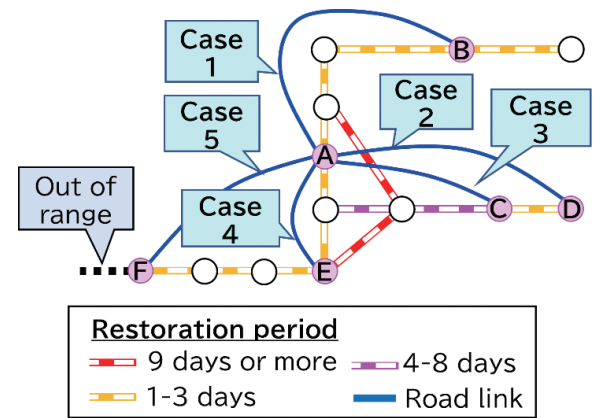 Case
1
B
Case
5
Case
2
Case
3
A
Out of
range
Case
4
C
D
F
E
Restoration period
9 days or more
4-8 days
1-3 days
Road link